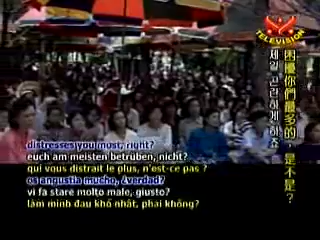 TELEVISION
困擾你們最多的，是不是？
제일 곤란하게 하죠
distresses you most, right?
euch am meisten betrüben, nicht?
qui vous distrait le plus, n'est-ce pas ?
os angustia mucho, ¿verdad?
vi fa stare molto male, giusto?
làm mình đau khổ nhất, phải không?